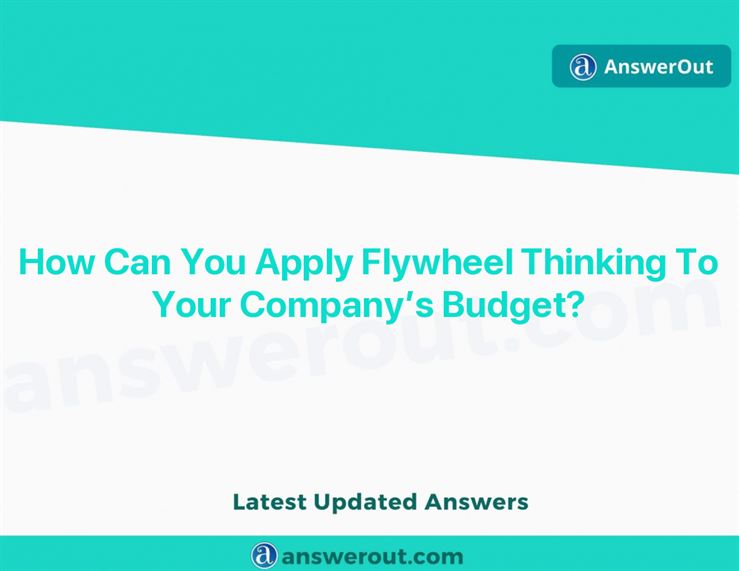 AnswerOut
How Can You Apply Flywheel Thinking To
Your Company’s Budget?
answerout.com
Latest Updated Answers
answerout.com